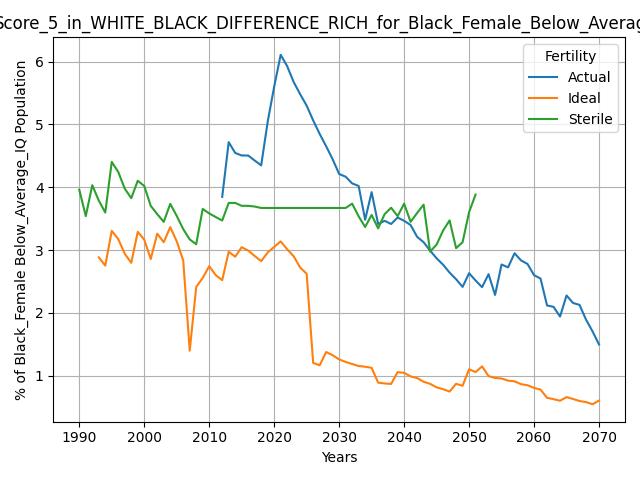 Score_5_in_WHITE_BLACK_DIFFERENCE_RICH_for_Black_Female_Below_Averag
Fertility
Actual
Ideal
Sterile
% of Black_Female Below_Average_IQ Population
6
5
4
3
2
1
1990 2000 2010 2020 2030 2040 2050 2060 2070
Years